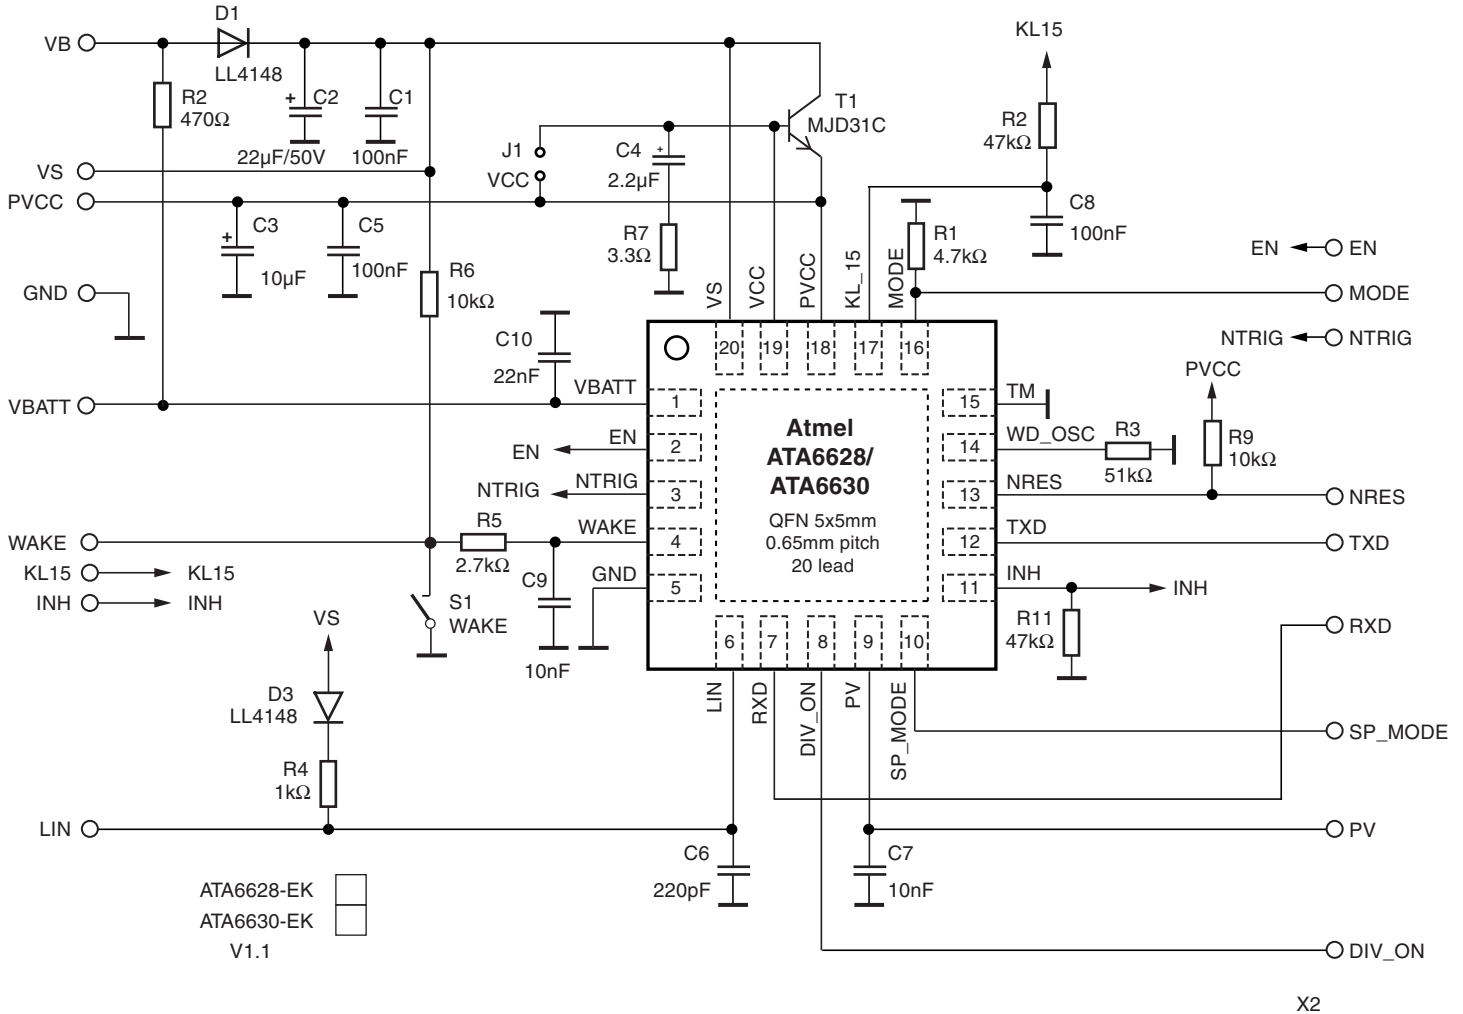 D1
VB
LL4148
R2
470Ω
+
C2
22µF/50V
C1
100nF
VS
PVCC
+
C3
10µF
C5
100nF
GND
R6
10kΩ
J1
VCC
C4
+
2.2µF
R7
3.3Ω
T1
MJD31C
KL15
R2
47kΩ
C8
100nF
R1
4.7kΩ
EN
EN
MODE
NTRIG
NTRIG
PVCC
VS
VCC
PVCC
KL_15
MODE
C10
22nF
VBATT
VBATT
20
19
18
17
16
1
2
3
4
5
15
14
13
12
11
6
7
8
9
10
Atmel
ATA6628/
ATA6630
QFN 5x5mm
0.65mm pitch
20 lead
EN
EN
NTRIG
NTRIG
WAKE
WAKE
R5
2.7kΩ
GND
C9
10nF
KL15
KL15
INH
INH
S1
WAKE
VS
D3
LL4148
R4
1kΩ
LIN
TM
WD_OSC
R3
51kΩ
R9
10kΩ
NRES
NRES
TXD
TXD
INH
INH
R11
47kΩ
RXD
LIN
RXD
DIV_ON
PV
SP_MODE
SP_MODE
PV
C6
220pF
C7
10nF
DIV_ON
ATA6628-EK
ATA6630-EK
V1.1
X2